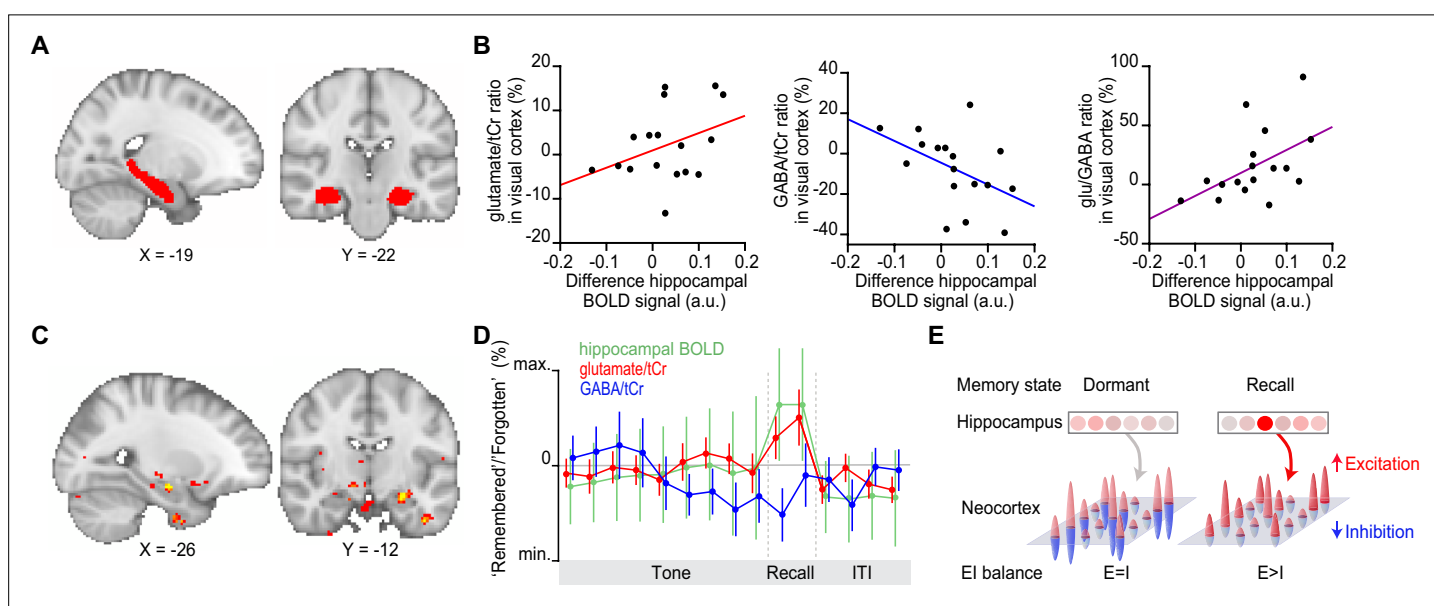 A
X = -19
Y = -22
B
glutamate/tCr ratio
in visual cortex (%)
20
10
0
-10
-20
-0.2 -0.1 0 0.1 0.2
Difference hippocampal
BOLD signal (a.u.)
GABA/tCr ratio
in visual cortex (%)
40
20
0
-20
-40
-0.2 -0.1 0 0.1 0.2
Difference hippocampal
BOLD signal (a.u.)
glu/GABA ratio
in visual cortex (%)
100
50
0
-50
-0.2 -0.1 0 0.1 0.2
Difference hippocampal
BOLD signal (a.u.)
C
X = -26
Y = -12
D
'Remembered'/'Forgotten' (%)
hippocampal BOLD
glutamate/tCr
GABA/tCr
max.
0
min.
Tone Recall ITI
E
Memory state Dormant Recall
Hippocampus
Excitation
Neocortex
Inhibition
EI balance E=I E>I